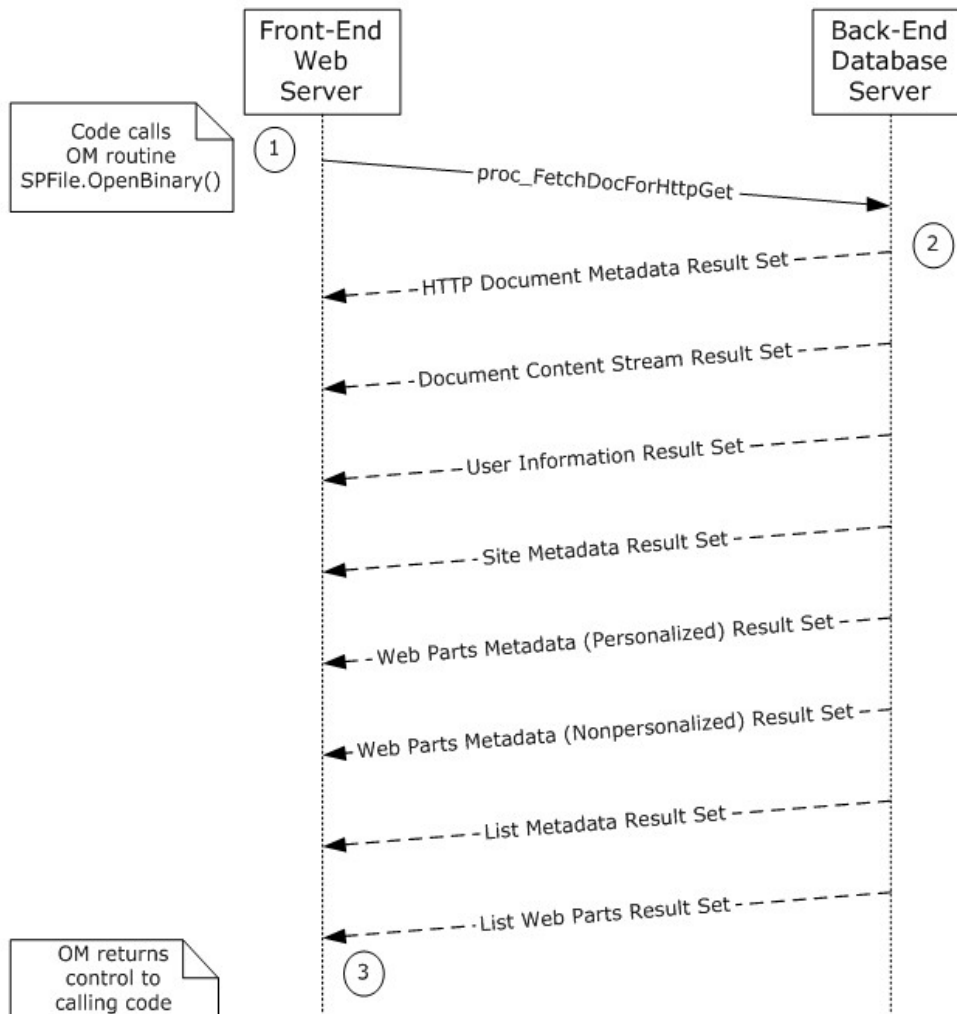 Front-End
Web
Server
Back-End
Database
Server
Code calls
OM routine
SPFile.OpenBinary()
1
proc_FetchDocForHttpGet
2
HTTP Document Metadata Result Set
Document Content Stream Result Set
User Information Result Set
Site Metadata Result Set
Web Parts Metadata (Personalized) Result Set
Web Parts Metadata (Nonpersonalized) Result Set
List Metadata Result Set
List Web Parts Result Set
OM returns
control to
calling code
3